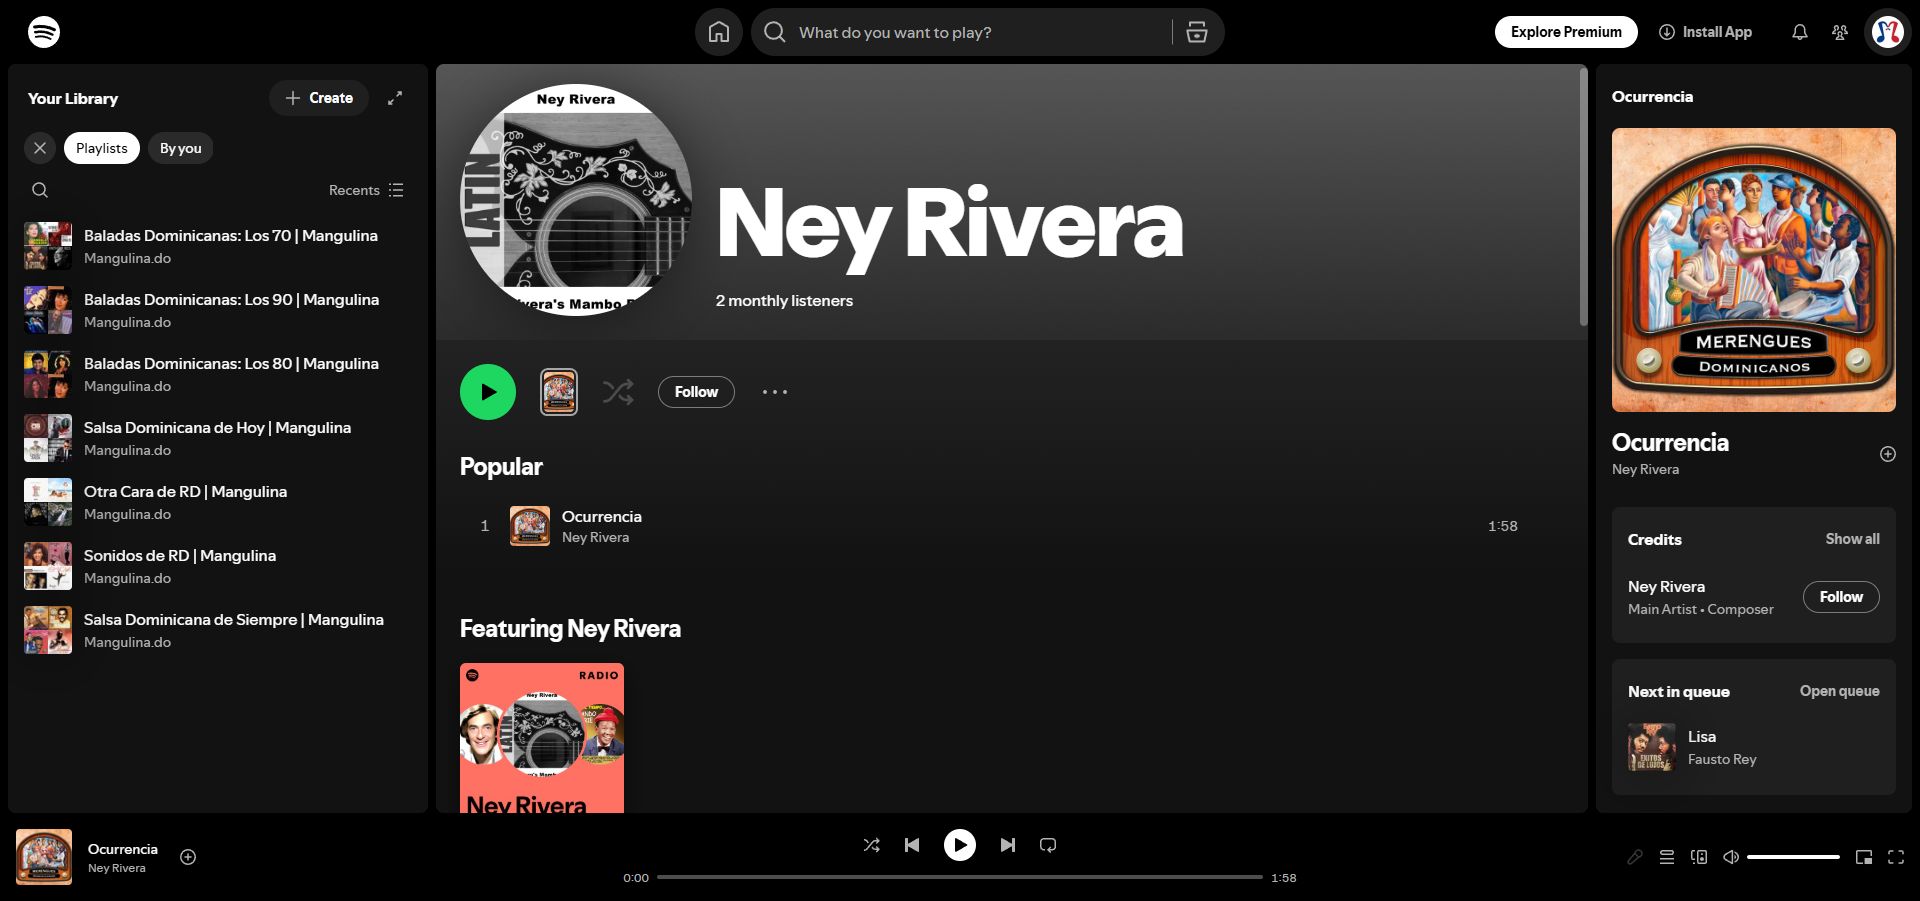 What do you want to play?
Explore Premium
Install App
Your Library
Create
Playlists
By you
Recents
Baladas Dominicanas: Los 70 | Mangulina
Mangulina.do
Baladas Dominicanas: Los 90 | Mangulina
Mangulina.do
Baladas Dominicanas: Los 80 | Mangulina
Mangulina.do
Salsa Dominicana de Hoy | Mangulina
Mangulina.do
Otra Cara de RD | Mangulina
Mangulina.do
Sonidos de RD | Mangulina
Mangulina.do
Salsa Dominicana de Siempre | Mangulina
Mangulina.do
Ney Rivera
LATIN
Mambo
Ney Rivera
2 monthly listeners
Follow
Popular
1
Ocurrencia
Ney Rivera
1:58
Featuring Ney Rivera
RADIO
Ney Rivera
LATIN
Ney Rivera
Ocurrencia
MERENGUES
DOMINICANOS
Ocurrencia
Ney Rivera
Credits
Show all
Ney Rivera
Main Artist • Composer
Follow
Next in queue
Open queue
Lisa
Fausto Rey
Ocurrencia
Ney Rivera
0:00
1:58